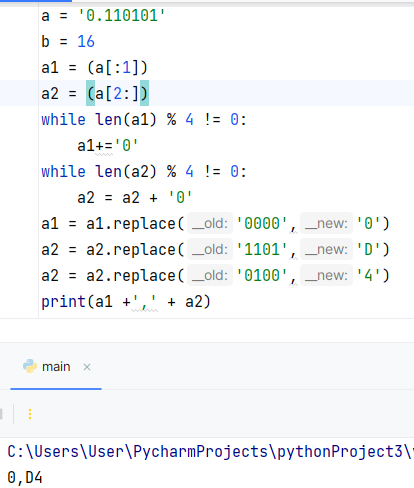 a = '0.110101'
b = 16
a1 = (a[:1])
a2 = (a[2:])
while len(a1) % 4 != 0:
    a1+='0'
while len(a2) % 4 != 0:
    a2 = a2 + '0'
a1 = a1.replace( __old: '0000', __new: '0')
a2 = a2.replace( __old: '1101', __new: 'D')
a2 = a2.replace( __old: '0100', __new: '4')
print(a1 +',' + a2)
main ×
C:\Users\User\PycharmProjects\pythonProject3\
0,D4